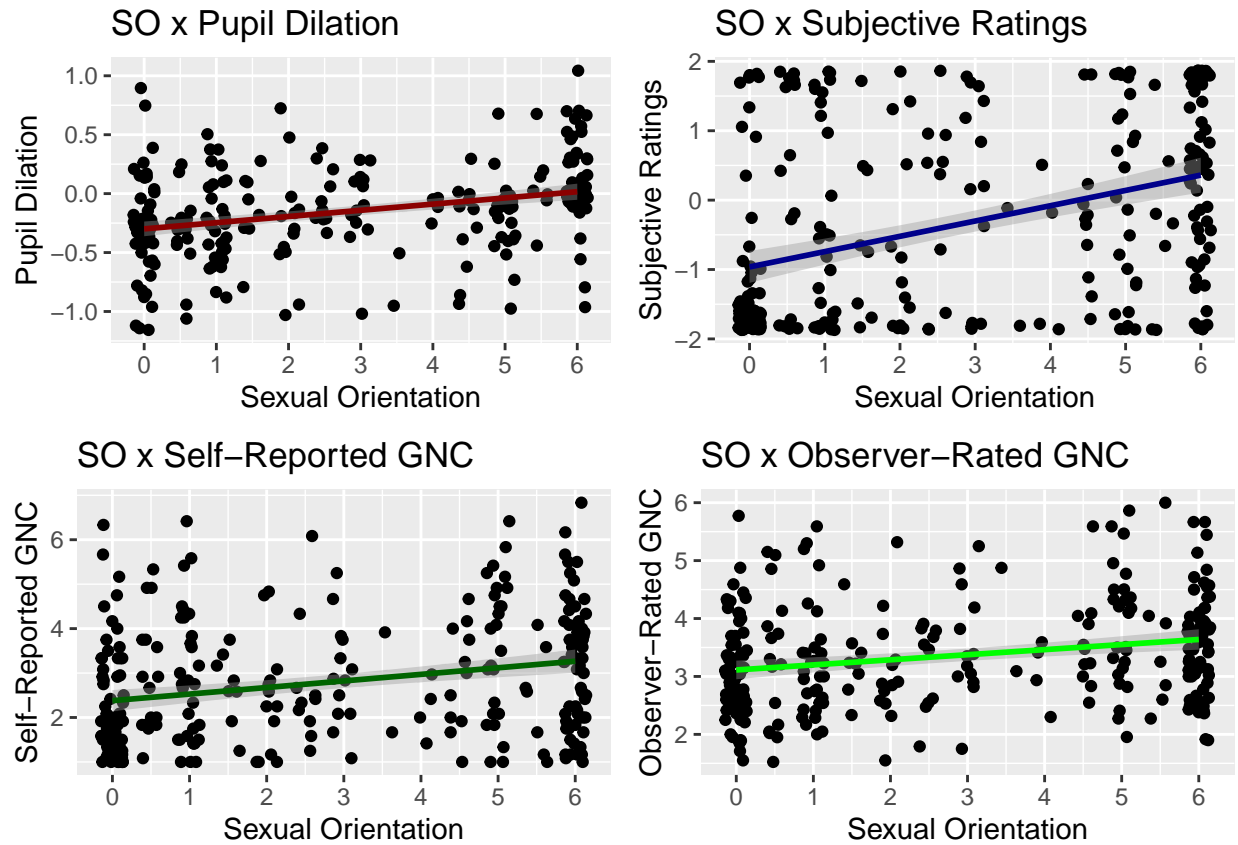 SO x Pupil Dilation
Pupil Dilation
1.0
0.5
0.0
−0.5
−1.0
0 1 2 3 4 5 6
Sexual Orientation
SO x Subjective Ratings
Subjective Ratings
2
1
0
−1
−2
0 1 2 3 4 5 6
Sexual Orientation
SO x Self−Reported GNC
Self−Reported GNC
6
4
2
0 1 2 3 4 5 6
Sexual Orientation
SO x Observer−Rated GNC
Observer−Rated GNC
6
5
4
3
2
0 1 2 3 4 5 6
Sexual Orientation